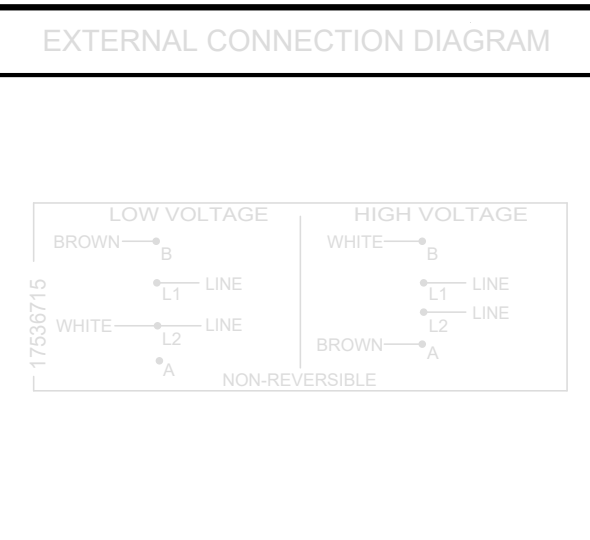 EXTERNAL CONNECTION DIAGRAM
LOW VOLTAGE
BROWN
B
L1
LINE
WHITE
L2
LINE
A
HIGH VOLTAGE
WHITE
B
L1
LINE
L2
LINE
BROWN
A
NON-REVERSIBLE
17536715